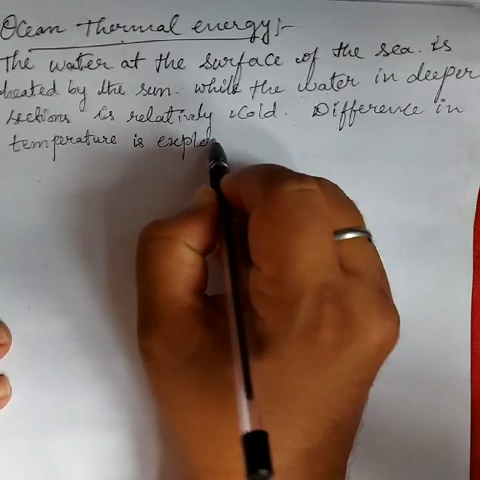 Ocean Thermal energy:-
The water at the surface of the sea is
heated by the sun. while the water in deeper
sections is relatively cold. Difference in
temperature is explo